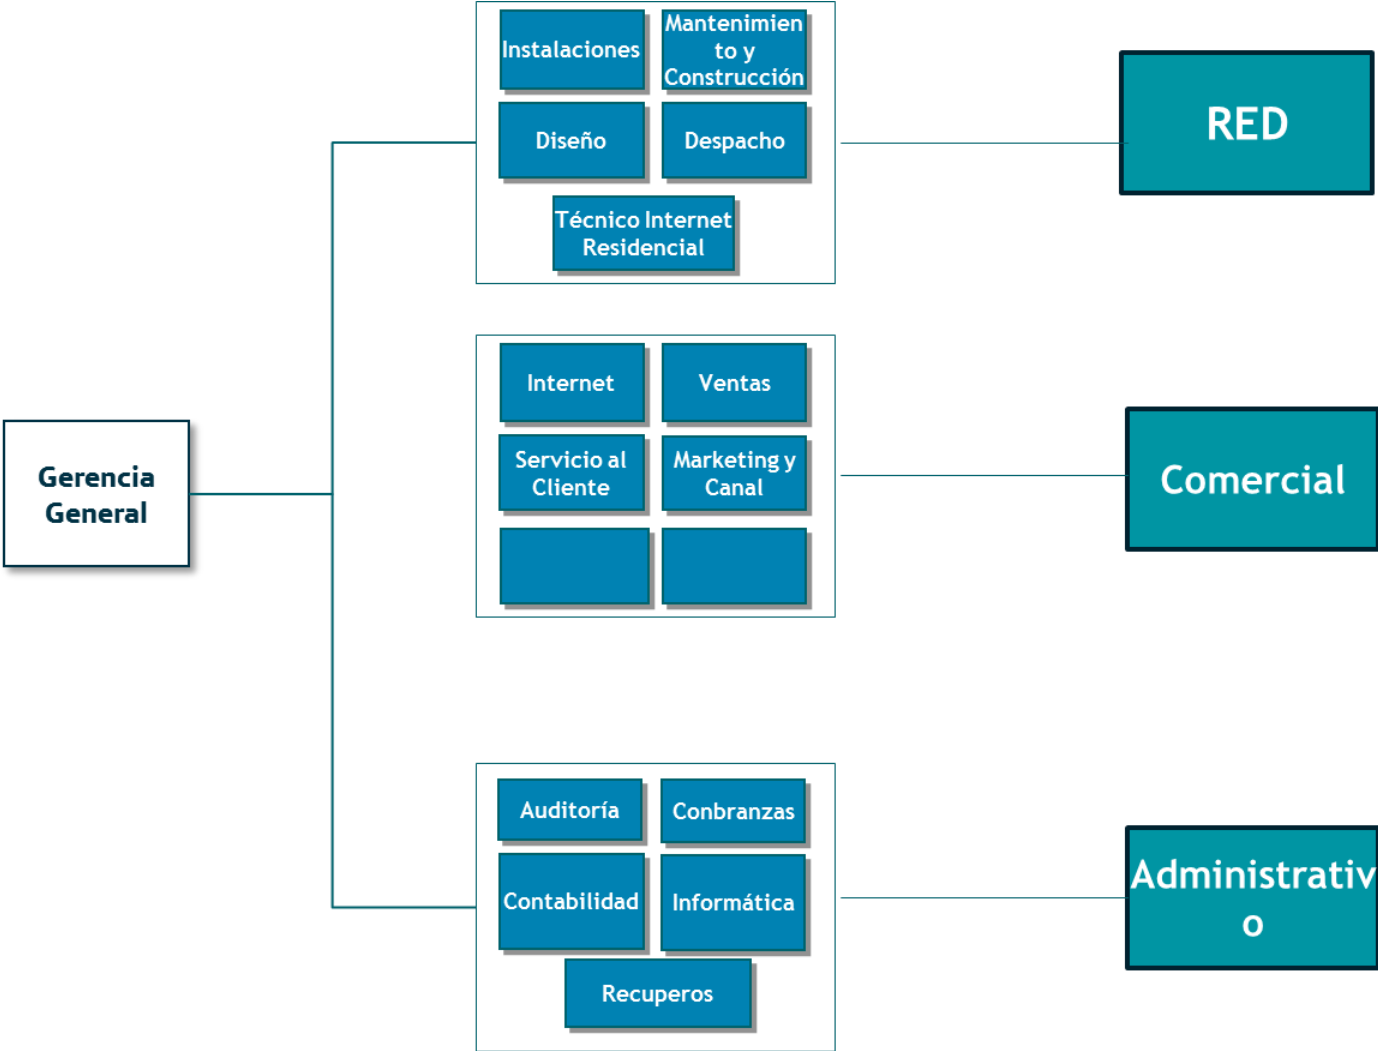 Instalaciones
Mantenimien
to y
Construcción
Diseño
Despacho
Técnico Internet
Residencial
RED
Internet
Ventas
Servicio al
Cliente
Marketing y
Canal
Comercial
Gerencia
General
Auditoría
Conbranzas
Contabilidad
Informática
Recuperos
Administrativ
o